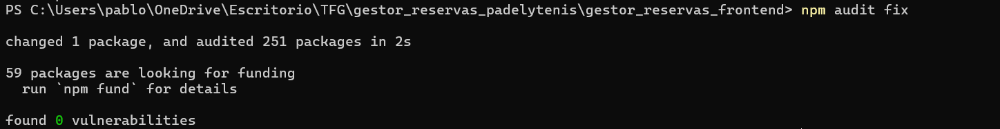 PS C:\Users\pablo\OneDrive\Escritorio\TFG\gestor_reservas_padelytenis\gestor_reservas_frontend> npm audit fix
changed 1 package, and audited 251 packages in 2s
59 packages are looking for funding
  run `npm fund` for details
found 0 vulnerabilities